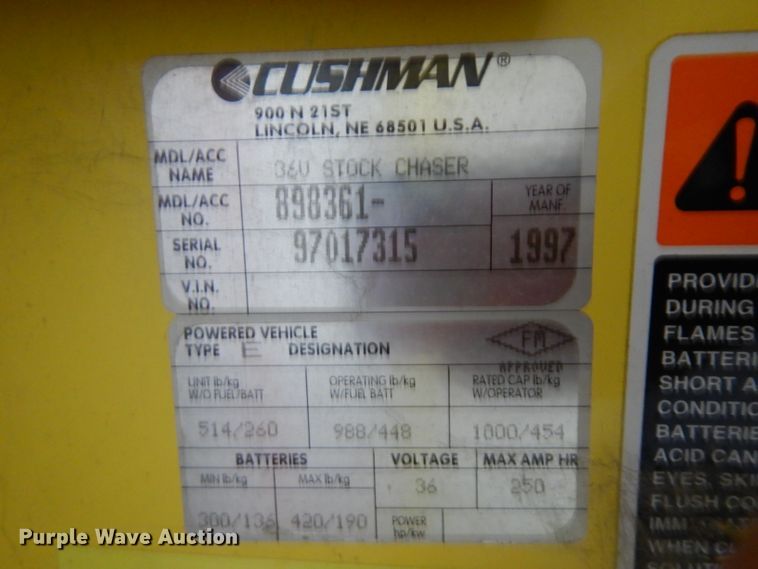 CUSHMAN®
900 N 21ST
LINCOLN, NE 68501 U.S.A.
MDL/ACC NAME 36V STOCK CHASER
MDL/ACC NO. 898361-
YEAR OF MANF. 1997
SERIAL NO. 97017315
V.I.N. NO.
POWERED VEHICLE
TYPE E DESIGNATION
FM
APPROVED
UNIT lb/kg W/O FUEL/BATT
OPERATING lb/kg W/FUEL BATT
RATED CAP lb/kg W/OPERATOR
514/260 988/448 1000/454
BATTERIES VOLTAGE MAX AMP HR
MIN lb/kg MAX lb/kg 36 250
300/136 420/190 POWER hp/kw
PROVID
DURING
FLAMES
BATTERI
SHORT A
CONDITIO
BATTERIE
ACID CAN
EYES, SKI
FLUSH CO
WHEN
Purple Wave Auction